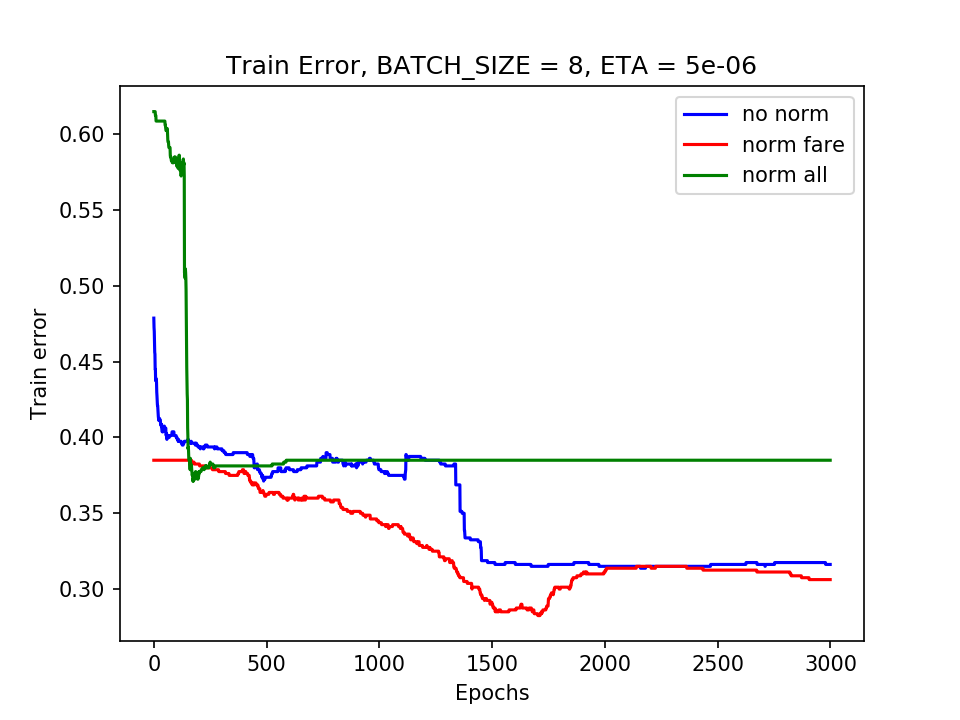 Train Error, BATCH_SIZE = 8, ETA = 5e-06
no norm
norm fare
norm all
Train error
0.60
0.55
0.50
0.45
0.40
0.35
0.30
0 500 1000 1500 2000 2500 3000
Epochs